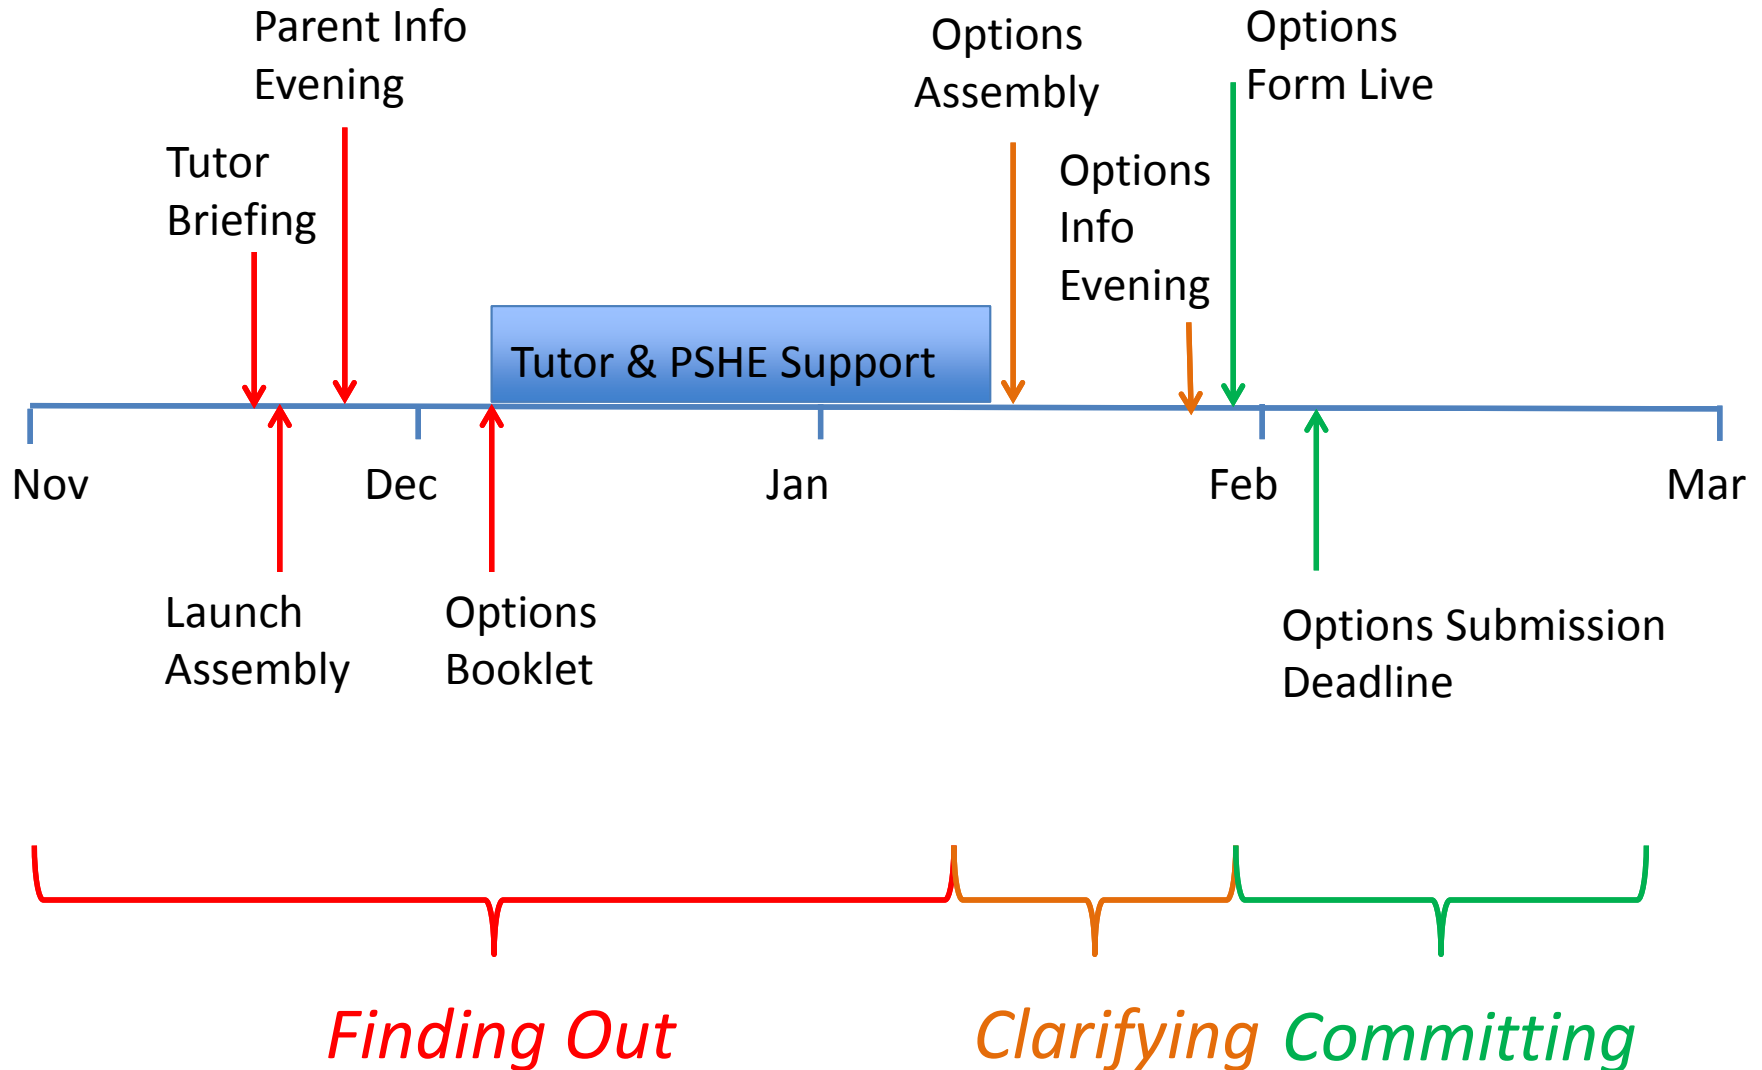 Parent Info
Evening
Options
Assembly
Options
Form Live
Tutor
Briefing
Options
Info
Evening
Tutor & PSHE Support
Nov
Dec
Jan
Feb
Mar
Launch
Assembly
Options
Booklet
Options Submission
Deadline
Finding Out
Clarifying
Committing